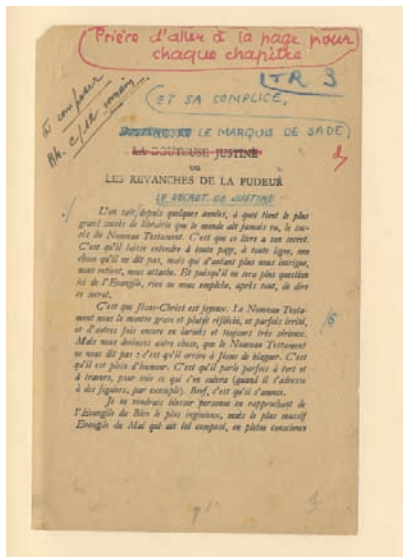 Prière d'aller à la page pour
chaque chapitre
à composer
Rh. c/12 romain...
ITR 3
(ET SA COMPLICE,
LE MARQUIS DE SADE)
LA DOUTEUSE JUSTINE
OU
LES REVANCHES DE LA PUDEUR
LE SECRET DE JUSTINE
L'on sait depuis quelques années, à quoi tient le plus
grand succès de librairie que le monde ait jamais vu, le suc-
cès du Nouveau Testament. C'est que ce livre a son secret.
C'est qu'il laisse entendre à toute page, à toute ligne, une
chose qu'il ne dit pas, mais qui d'autant plus nous intrigue,
nous retient, nous attache. Et puisqu'il ne sera plus question
ici de l'Evangile, rien ne nous empêche, après tout, de dire
ce secret.
C'est que Jésus-Christ est joyeux. Le Nouveau Testa-
ment nous le montre grave et plutôt réfléchi, et parfois irrité,
et d'autres fois encore en larmes et toujours très sérieux.
Mais nous devinons autre chose, que le Nouveau Testament
ne nous dit pas : c'est qu'il arrive à Jésus de blaguer. C'est
qu'il est plein d'humour. C'est qu'il parle parfois à tort et
à travers, pour voir ce qui s'en suivra (quand il s'adresse
à des figuiers, par exemple). Bref, c'est qu'il s'amuse.
Je ne voudrais blesser personne en rapprochant de
l'Evangile du Bien le plus ingénieux, mais le plus massif
Evangile du Mal qui ait été composé, en pleine conscience